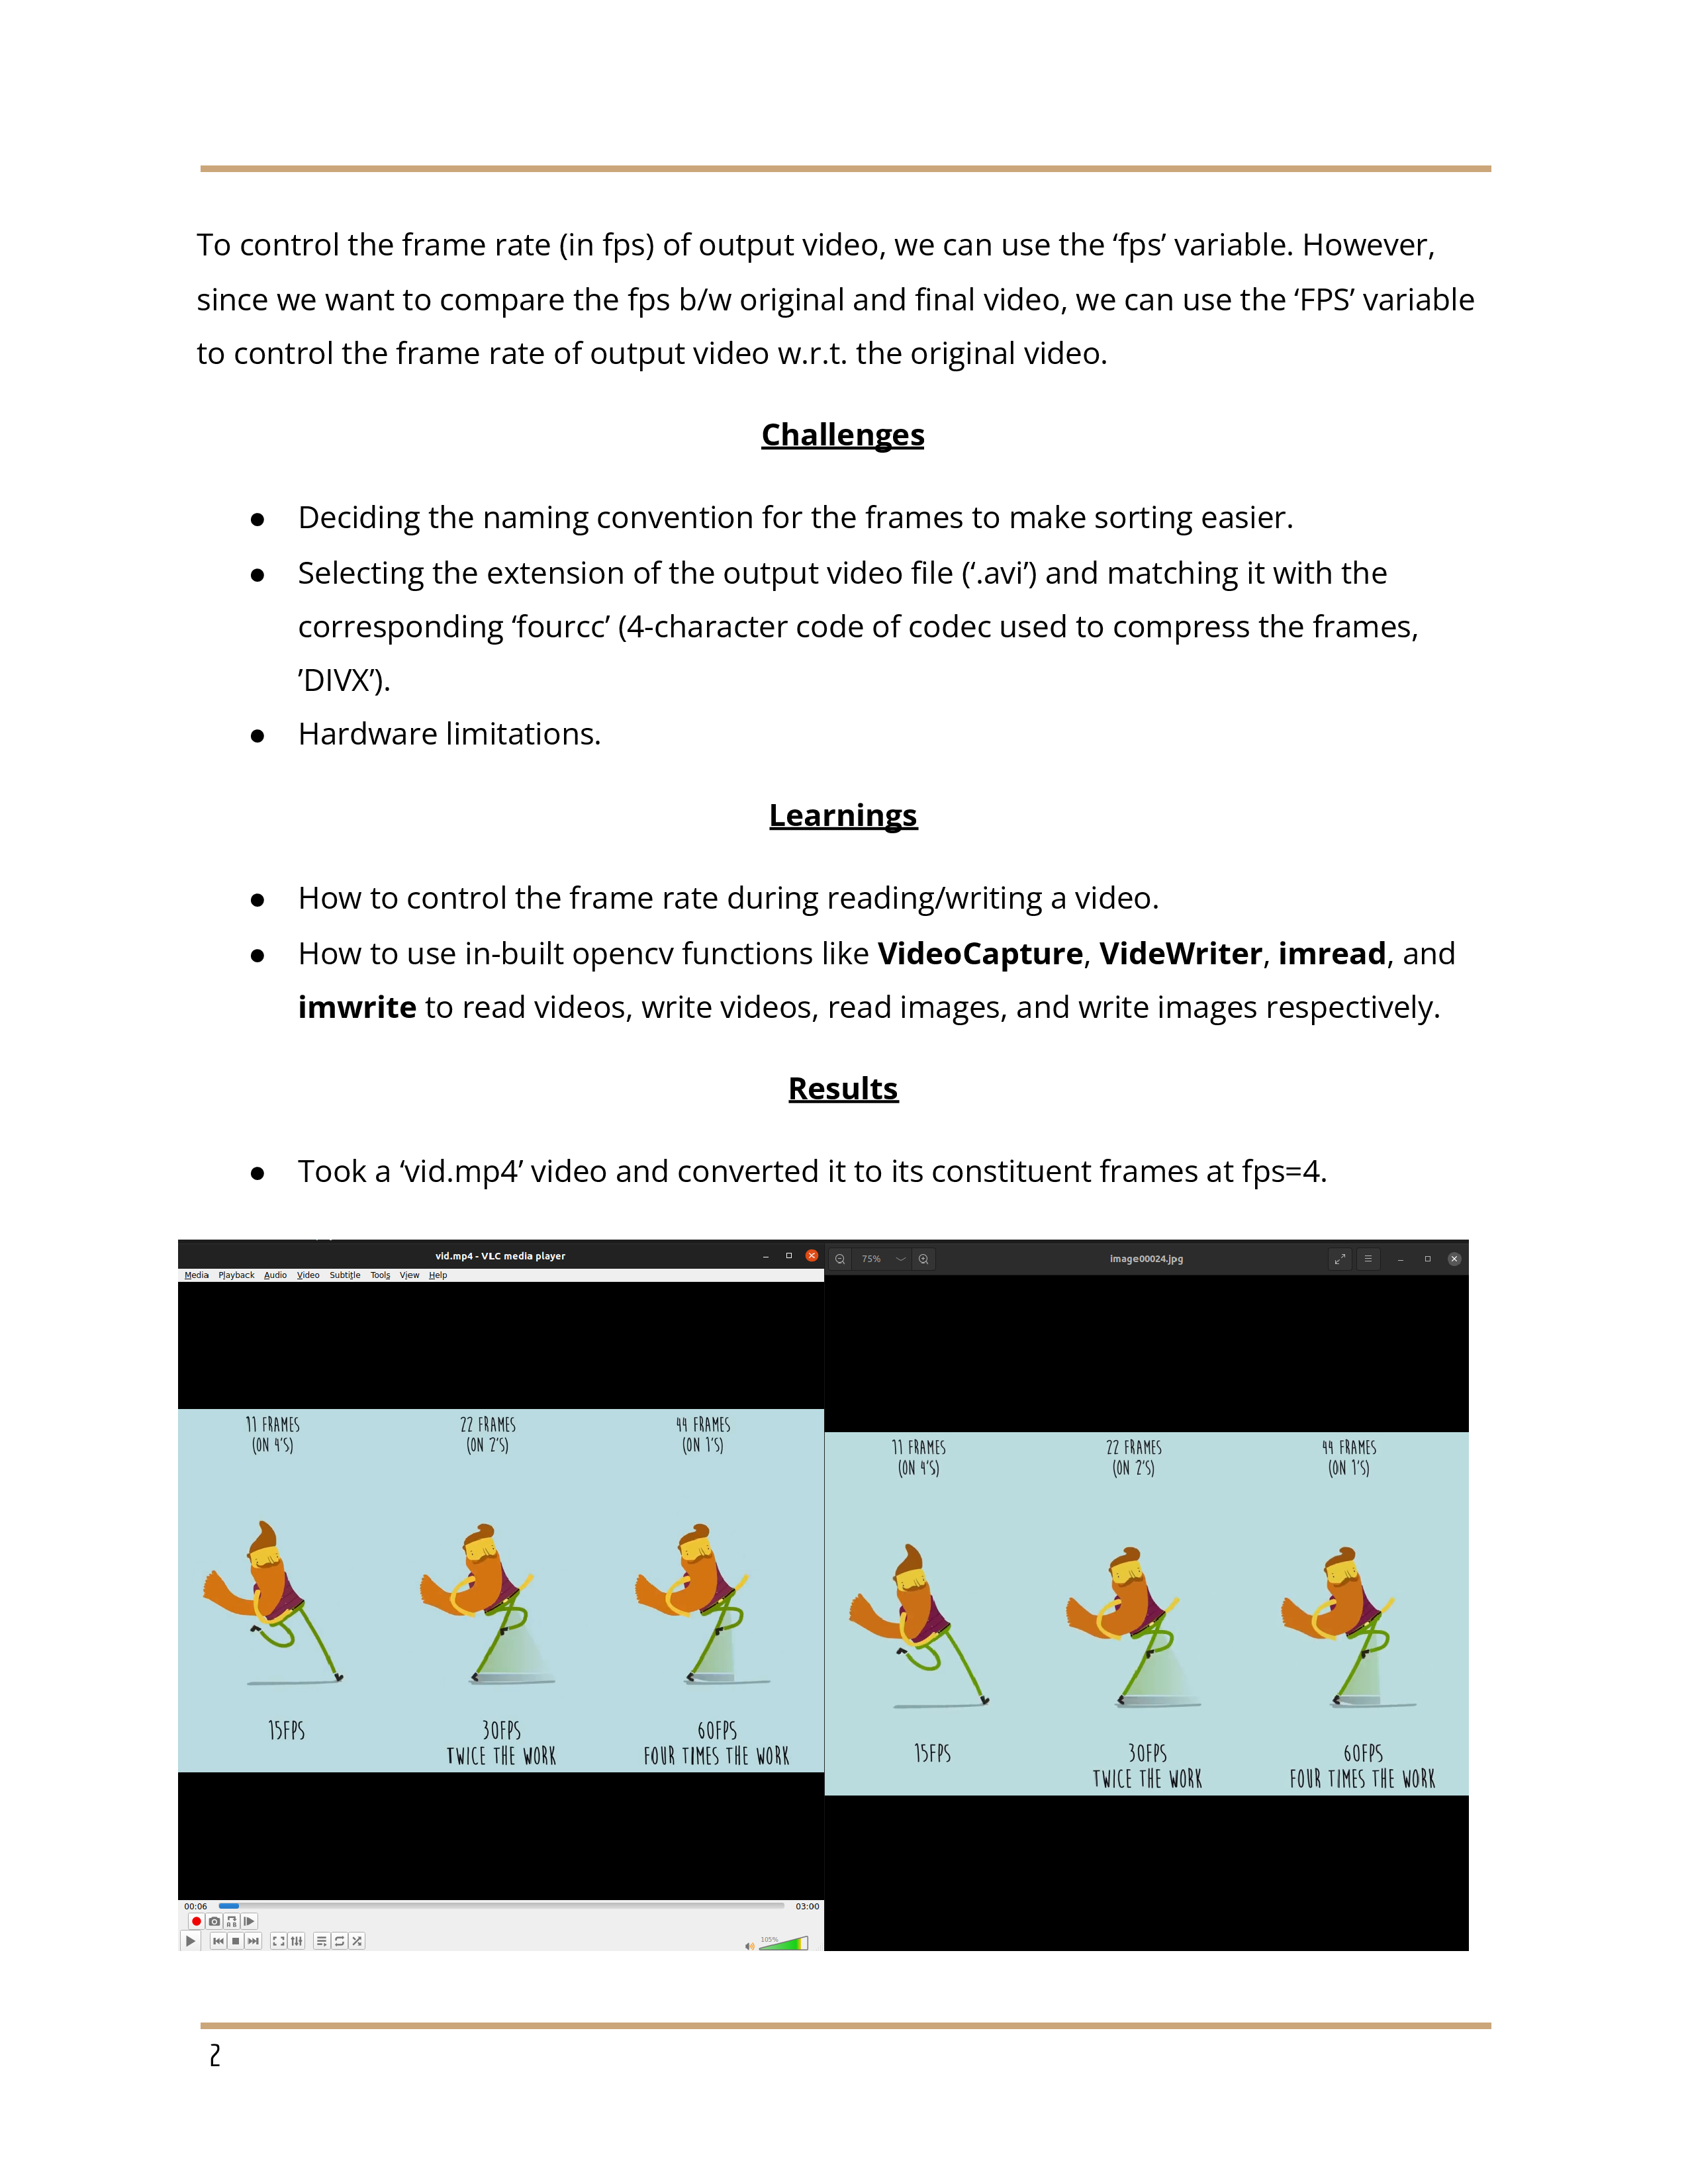 To control the frame rate (in fps) of output video, we can use the ‘fps’ variable. However,
since we want to compare the fps b/w original and final video, we can use the ‘FPS’ variable
to control the frame rate of output video w.r.t. the original video.
Challenges
● Deciding the naming convention for the frames to make sorting easier.
● Selecting the extension of the output video file (‘.avi’) and matching it with the
corresponding ‘fourcc’ (4-character code of codec used to compress the frames,
’DIVX’).
● Hardware limitations.
Learnings
● How to control the frame rate during reading/writing a video.
● How to use in-built opencv functions like VideoCapture, VideWriter, imread, and
imwrite to read videos, write videos, read images, and write images respectively.
Results
● Took a ‘vid.mp4’ video and converted it to its constituent frames at fps=4.
vid.mp4 - VLC media player
Media Playback Audio Video Subtitle Tools View Help
11 FRAMES
(ON 4'S)
22 FRAMES
(ON 2'S)
44 FRAMES
(ON 1'S)
15FPS
30FPS
TWICE THE WORK
60FPS
FOUR TIMES THE WORK
00:06
03:00
105%
75%
image00024.jpg
11 FRAMES
(ON 4'S)
22 FRAMES
(ON 2'S)
44 FRAMES
(ON 1'S)
15FPS
30FPS
TWICE THE WORK
60FPS
FOUR TIMES THE WORK
2